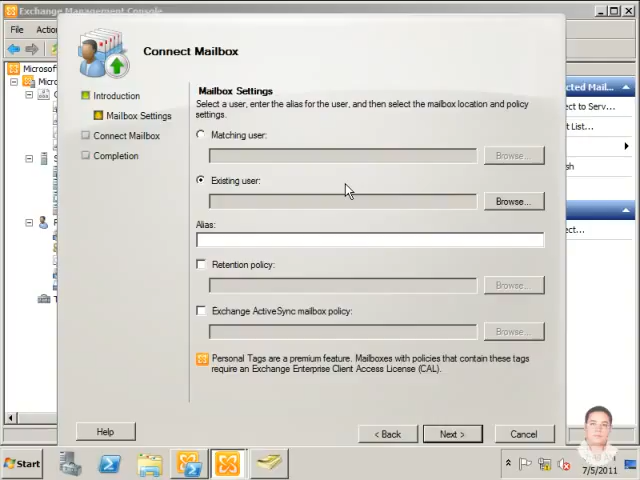 Exchange Management Console
File
Action
Connect Mailbox
Introduction
Mailbox Settings
Connect Mailbox
Completion
Mailbox Settings
Select a user, enter the alias for the user, and then select the mailbox location and policy
settings.
Matching user:
Browse...
Existing user:
Browse...
Alias:
Retention policy:
Browse...
Exchange ActiveSync mailbox policy:
Browse...
Personal Tags are a premium feature. Mailboxes with policies that contain these tags
require an Exchange Enterprise Client Access License (CAL).
Help
< Back
Next >
Cancel
Microsof
Micro
cted Mail...
ect to Serv...
t List...
sh
ect...
Start
7/5/2011